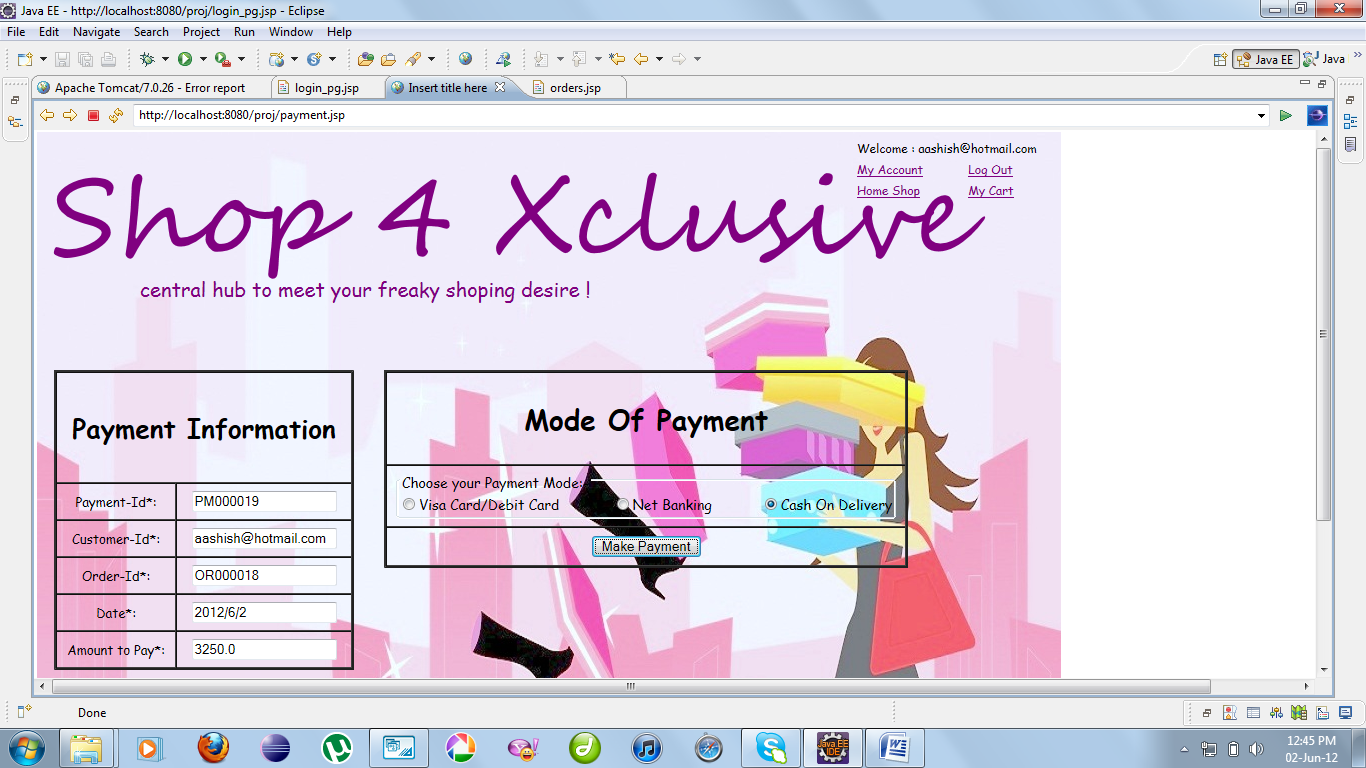 Java EE - http://localhost:8080/proj/login_pg.jsp - Eclipse
File Edit Navigate Search Project Run Window Help
Java EE Java
Apache Tomcat/7.0.26 - Error report login_pg.jsp Insert title here orders.jsp
http://localhost:8080/proj/payment.jsp
Welcome : aashish@hotmail.com
My Account Log Out
Home Shop My Cart
Shop 4 Xclusive
central hub to meet your freaky shoping desire !
Payment Information
Payment-Id*: PM000019
Customer-Id*: aashish@hotmail.com
Order-Id*: OR000018
Date*: 2012/6/2
Amount to Pay*: 3250.0
Mode Of Payment
Choose your Payment Mode:
Visa Card/Debit Card Net Banking Cash On Delivery
Make Payment
Done
Java EE
IDE
12:45 PM
02-Jun-12